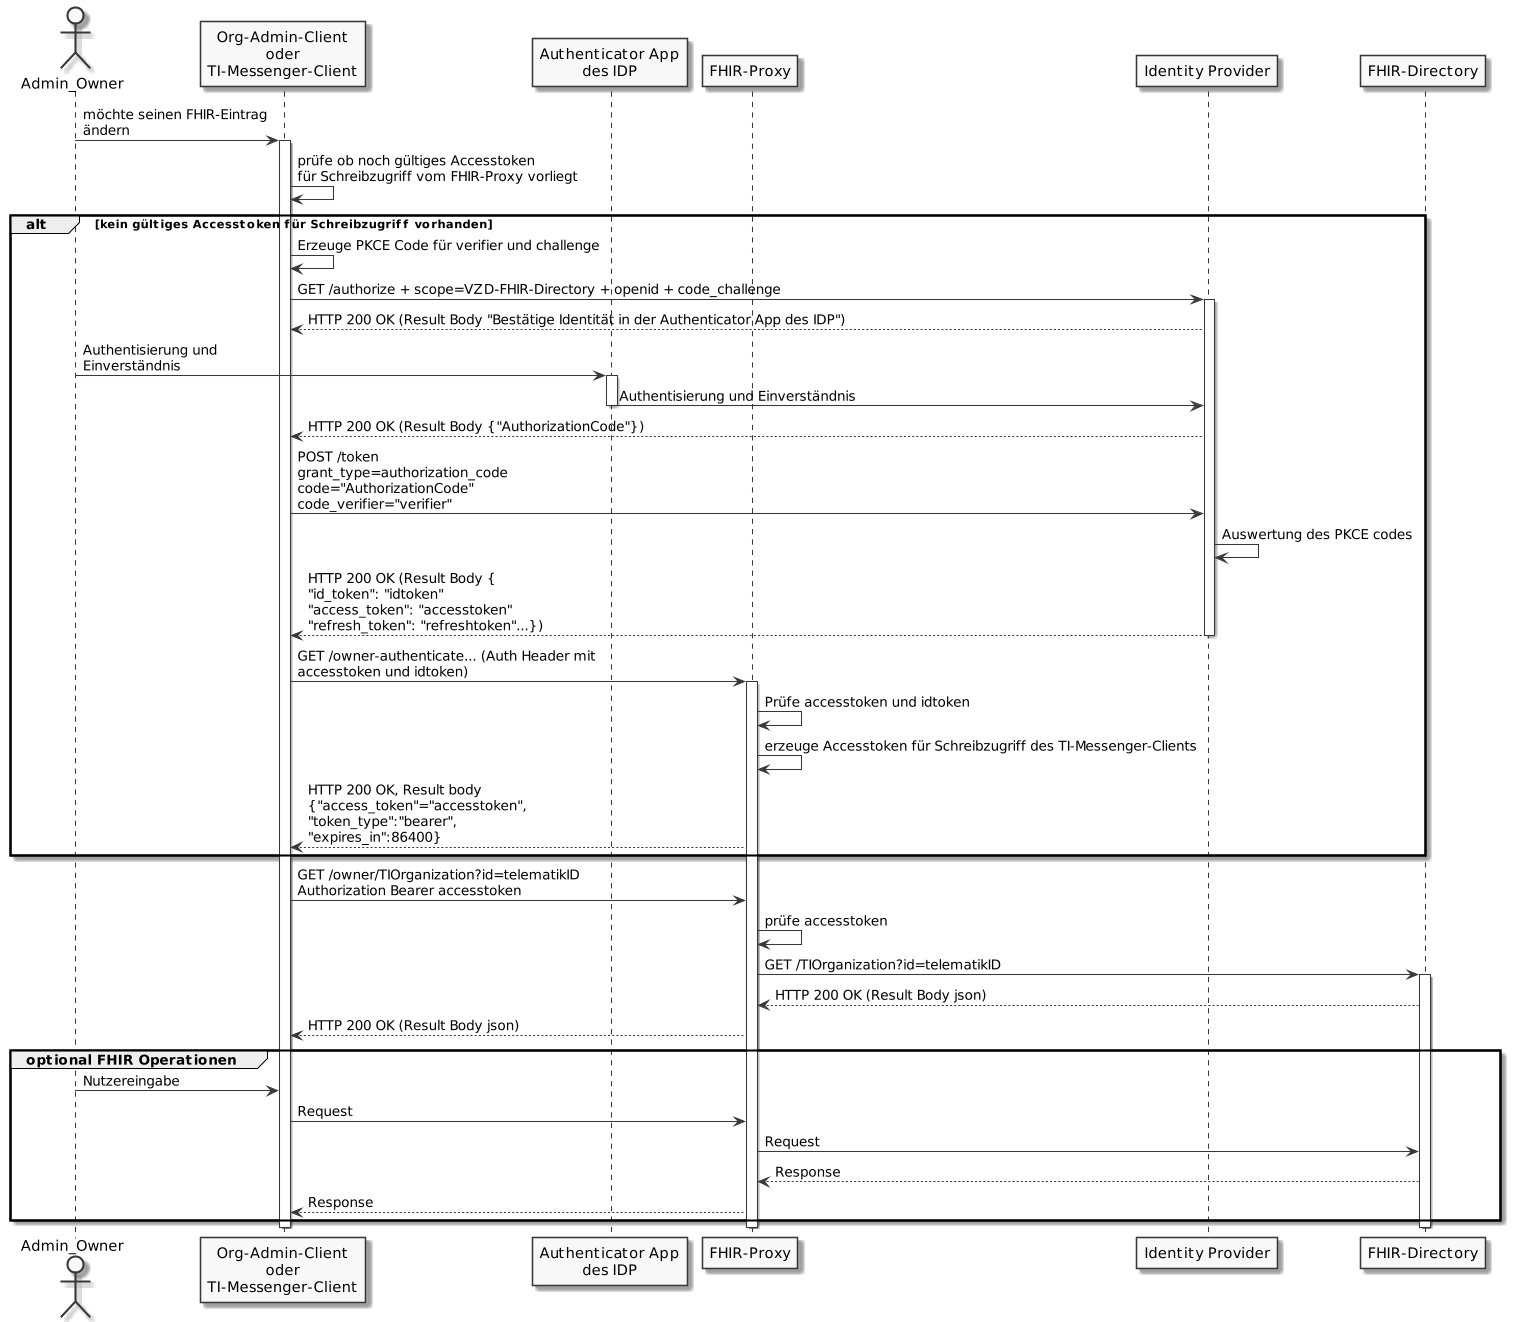 Admin_Owner
Org-Admin-Client
oder
TI-Messenger-Client
Authenticator App
des IDP
FHIR-Proxy
Identity Provider
FHIR-Directory
möchte seinen FHIR-Eintrag
ändern
prüfe ob noch gültiges Accesstoken
für Schreibzugriff vom FHIR-Proxy vorliegt
alt
[kein gültiges Accesstoken für Schreibzugriff vorhanden]
Erzeuge PKCE Code für verifier und challenge
GET /authorize + scope=VZD-FHIR-Directory + openid + code_challenge
HTTP 200 OK (Result Body "Bestätige Identität in der Authenticator App des IDP")
Authentisierung und
Einverständnis
Authentisierung und Einverständnis
HTTP 200 OK (Result Body {"AuthorizationCode"})
POST /token
grant_type=authorization_code
code="AuthorizationCode"
code_verifier="verifier"
Auswertung des PKCE codes
HTTP 200 OK (Result Body {
"id_token": "idtoken"
"access_token": "accesstoken"
"refresh_token": "refreshtoken"...})
GET /owner-authenticate... (Auth Header mit
accesstoken und idtoken)
Prüfe accesstoken und idtoken
erzeuge Accesstoken für Schreibzugriff des TI-Messenger-Clients
HTTP 200 OK, Result body
{"access_token"="accesstoken",
"token_type":"bearer",
"expires_in":86400}
GET /owner/TIOrganization?id=telematikID
Authorization Bearer accesstoken
prüfe accesstoken
GET /TIOrganization?id=telematikID
HTTP 200 OK (Result Body json)
HTTP 200 OK (Result Body json)
optional FHIR Operationen
Nutzereingabe
Request
Request
Response
Response
Admin_Owner
Org-Admin-Client
oder
TI-Messenger-Client
Authenticator App
des IDP
FHIR-Proxy
Identity Provider
FHIR-Directory